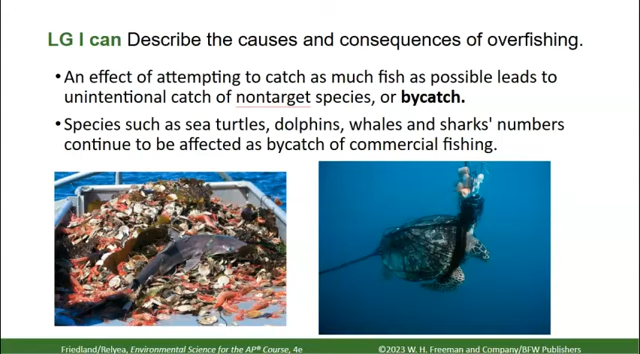 LG I can Describe the causes and consequences of overfishing.
• An effect of attempting to catch as much fish as possible leads to
unintentional catch of nontarget species, or bycatch.
• Species such as sea turtles, dolphins, whales and sharks' numbers
continue to be affected as bycatch of commercial fishing.
Friedland/Relyea, Environmental Science for the AP® Course, 4e
©2023 W. H. Freeman and Company/BFW Publishers